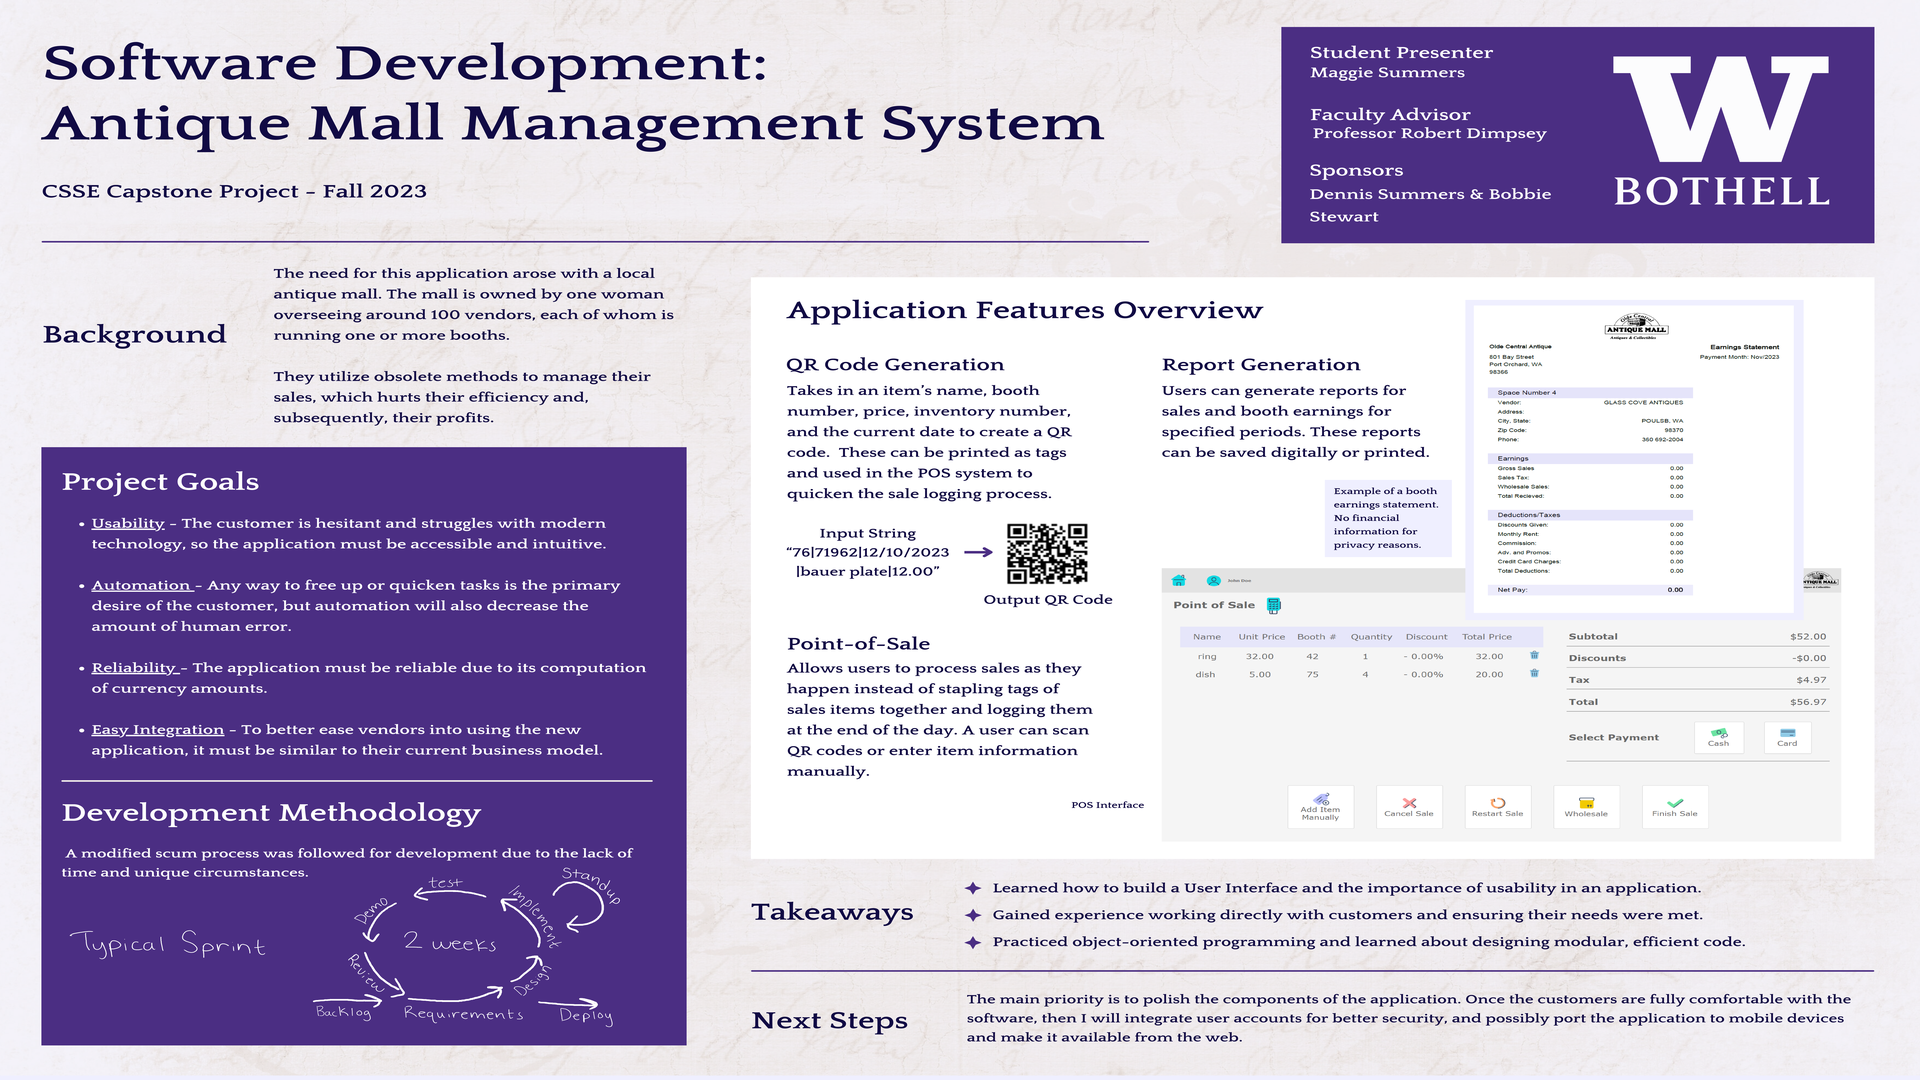 Software Development:
Antique Mall Management System
CSSE Capstone Project - Fall 2023
Student Presenter
Maggie Summers
Faculty Advisor
Professor Robert Dimpsey
Sponsors
Dennis Summers & Bobbie
Stewart
W
BOTHELL
Background
The need for this application arose with a local
antique mall. The mall is owned by one woman
overseeing around 100 vendors, each of whom is
running one or more booths.
They utilize obsolete methods to manage their
sales, which hurts their efficiency and,
subsequently, their profits.
Project Goals
• Usability - The customer is hesitant and struggles with modern
technology, so the application must be accessible and intuitive.
• Automation - Any way to free up or quicken tasks is the primary
desire of the customer, but automation will also decrease the
amount of human error.
• Reliability - The application must be reliable due to its computation
of currency amounts.
• Easy Integration - To better ease vendors into using the new
application, it must be similar to their current business model.
Development Methodology
A modified scum process was followed for development due to the lack of
time and unique circumstances.
Typical Sprint
2 weeks
Backlog
Requirements
Design
Implement
Standup
test
Demo
Review
Deploy
Application Features Overview
QR Code Generation
Takes in an item's name, booth
number, price, inventory number,
and the current date to create a QR
code. These can be printed as tags
and used in the POS system to
quicken the sale logging process.
Input String
"76|71962|12/10/2023
|bauer plate|12.00"
Output QR Code
Point-of-Sale
Allows users to process sales as they
happen instead of stapling tags of
sales items together and logging them
at the end of the day. A user can scan
QR codes or enter item information
manually.
POS Interface
Report Generation
Users can generate reports for
sales and booth earnings for
specified periods. These reports
can be saved digitally or printed.
Example of a booth
earnings statement.
No financial
information for
privacy reasons.
Olde Central
ANTIQUE MALL
Antiques & Collectibles
Olde Central Antique
801 Bay Street
Port Orchard, WA
98366
Earnings Statement
Payment Month: Nov/2023
Space Number 4
Vendor: GLASS COVE ANTIQUES
Address:
City, State: POULSB, WA
Zip Code: 98370
Phone: 360 692-2004
Earnings
Gross Sales 0.00
Sales Tax: 0.00
Wholesale Sales: 0.00
Total Recieved: 0.00
Deductions/Taxes
Discounts Given: 0.00
Monthly Rent: 0.00
Commission: 0.00
Adv. and Promos: 0.00
Credit Card Charges: 0.00
Total Deductions: 0.00
Net Pay: 0.00
John Doe
Point of Sale
Name Unit Price Booth # Quantity Discount Total Price
ring 32.00 42 1 - 0.00% 32.00
dish 5.00 75 4 - 0.00% 20.00
Subtotal $52.00
Discounts -$0.00
Tax $4.97
Total $56.97
Select Payment
Cash
Card
Add Item
Manually
Cancel Sale
Restart Sale
Wholesale
Finish Sale
Takeaways
Learned how to build a User Interface and the importance of usability in an application.
Gained experience working directly with customers and ensuring their needs were met.
Practiced object-oriented programming and learned about designing modular, efficient code.
Next Steps
The main priority is to polish the components of the application. Once the customers are fully comfortable with the
software, then I will integrate user accounts for better security, and possibly port the application to mobile devices
and make it available from the web.